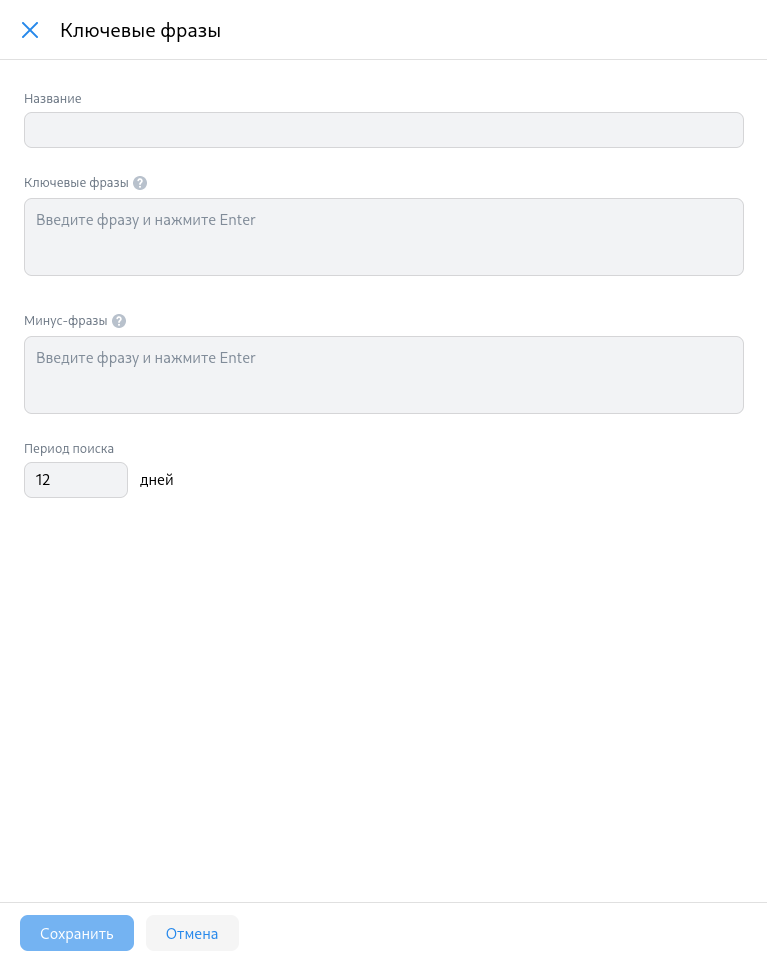 Ключевые фразы
Название
Ключевые фразы ?
Введите фразу и нажмите Enter
Минус-фразы ?
Введите фразу и нажмите Enter
Период поиска
12 дней
Сохранить Отмена